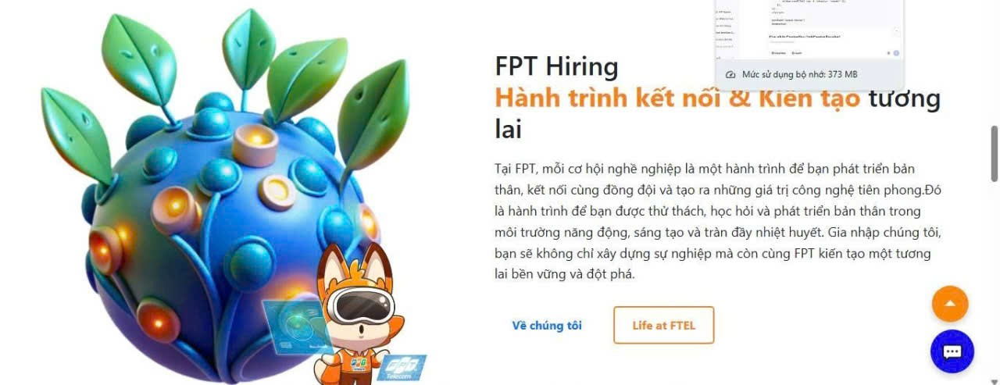 FPT Hiring
Mức sử dụng bộ nhớ: 373 MB
Hành trình kết nối & Kiến tạo tương
lai
Tại FPT, mỗi cơ hội nghề nghiệp là một hành trình để bạn phát triển bản
thân, kết nối cùng đồng đội và tạo ra những giá trị công nghệ tiên phong.Đó
là hành trình để bạn được thử thách, học hỏi và phát triển bản thân trong
môi trường năng động, sáng tạo và tràn đầy nhiệt huyết. Gia nhập chúng tôi,
bạn sẽ không chỉ xây dựng sự nghiệp mà còn cùng FPT kiến tạo một tương
lai bền vững và đột phá.
Về chúng tôi
Life at FTEL
FPT
FPT
Telecom